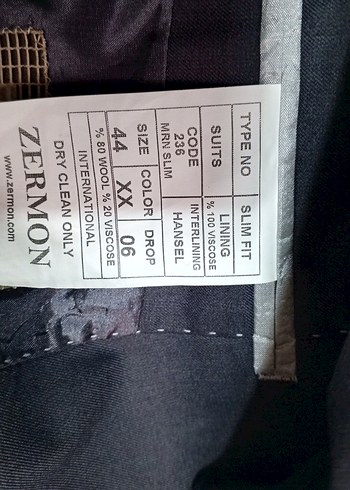 TYPE NO SLIM FIT
SUITS LINING
% 100 VISCOSE
CODE INTERLINING
236
MRN SLIM HANSEL
SIZE COLOR DROP
44 XX 06
% 80 WOOL % 20 VISCOSE
INTERNATIONAL
DRY CLEAN ONLY
ZERMON
www.zermon.com